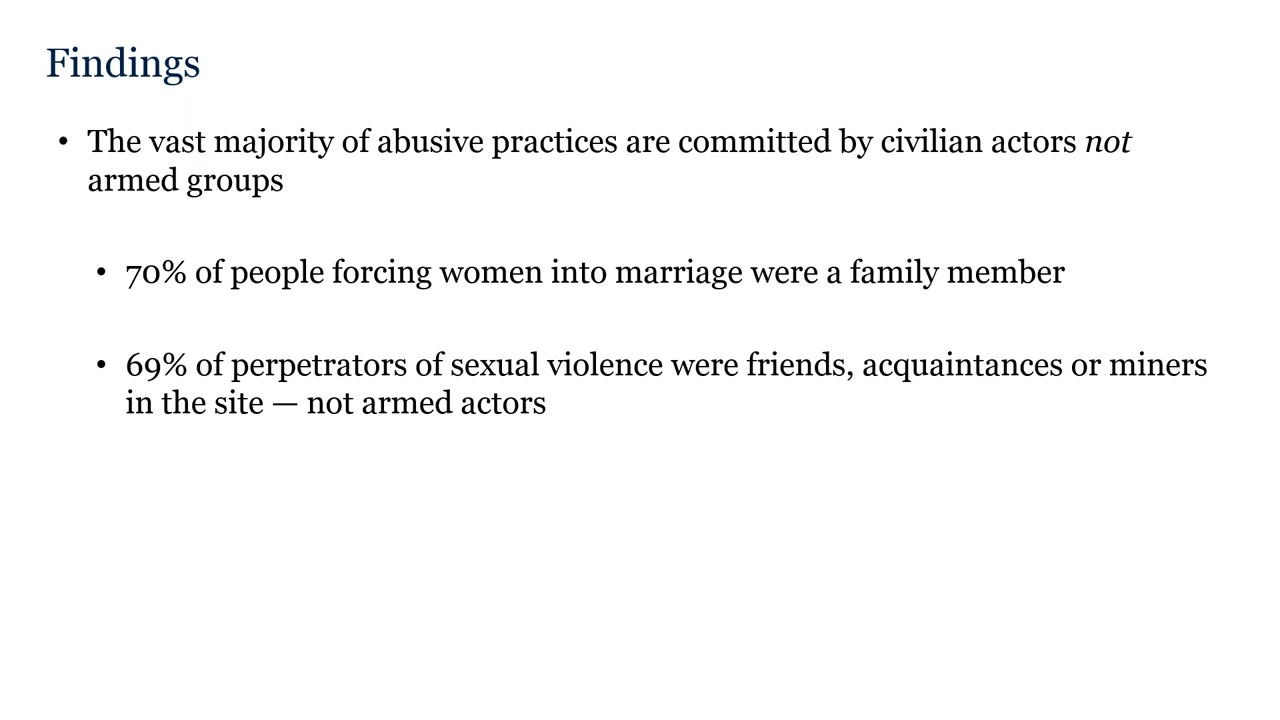 Findings
• The vast majority of abusive practices are committed by civilian actors not
armed groups
• 70% of people forcing women into marriage were a family member
• 69% of perpetrators of sexual violence were friends, acquaintances or miners
in the site — not armed actors